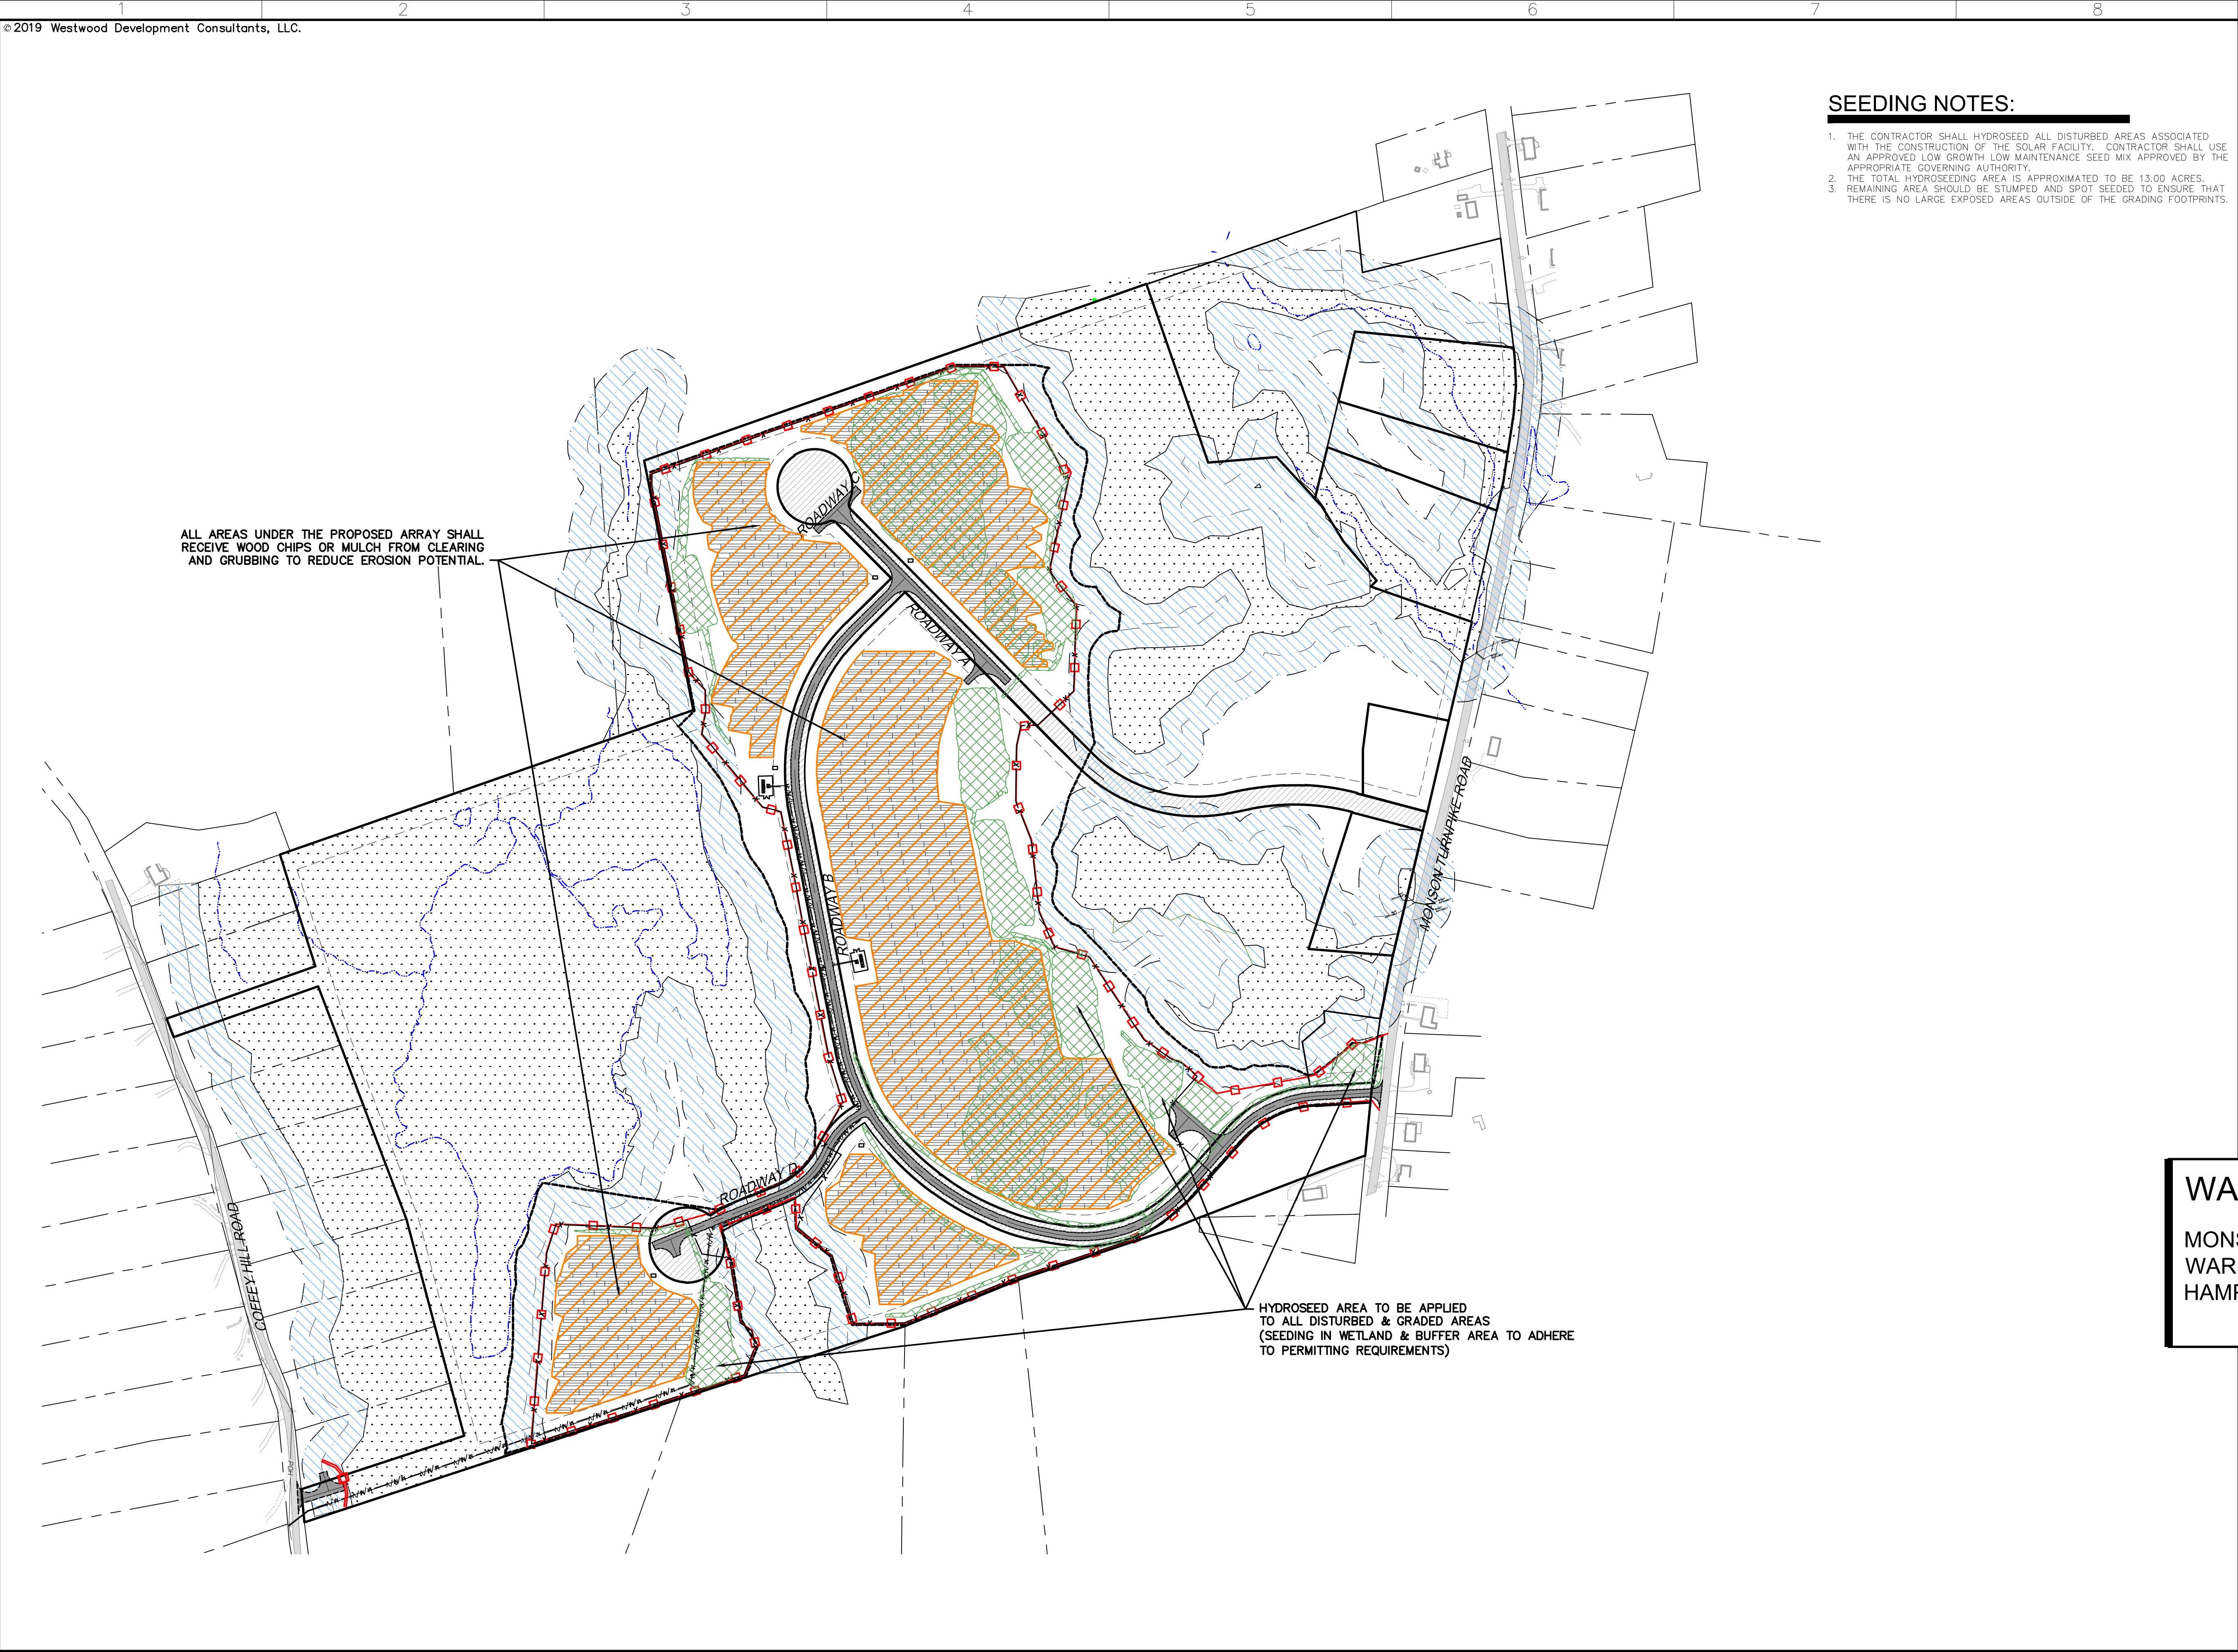 1 2 3 4 5 6 7 8
©2019 Westwood Development Consultants, LLC.
SEEDING NOTES:
1. THE CONTRACTOR SHALL HYDROSEED ALL DISTURBED AREAS ASSOCIATED
WITH THE CONSTRUCTION OF THE SOLAR FACILITY. CONTRACTOR SHALL USE
AN APPROVED LOW GROWTH LOW MAINTENANCE SEED MIX APPROVED BY THE
APPROPRIATE GOVERNING AUTHORITY.
2. THE TOTAL HYDROSEEDING AREA IS APPROXIMATED TO BE 13.00 ACRES.
3. REMAINING AREA SHOULD BE STUMPED AND SPOT SEEDED TO ENSURE THAT
THERE IS NO LARGE EXPOSED AREAS OUTSIDE OF THE GRADING FOOTPRINTS.
ALL AREAS UNDER THE PROPOSED ARRAY SHALL
RECEIVE WOOD CHIPS OR MULCH FROM CLEARING
AND GRUBBING TO REDUCE EROSION POTENTIAL.
ROADWAY C
ROADWAY A
MONSON TURNPIKE ROAD
ROADWAY B
ROADWAY D
COFFEY HILL ROAD
HYDROSEED AREA TO BE APPLIED
TO ALL DISTURBED & GRADED AREAS
(SEEDING IN WETLAND & BUFFER AREA TO ADHERE
TO PERMITTING REQUIREMENTS)
WA
MONS
WAR
HAMP